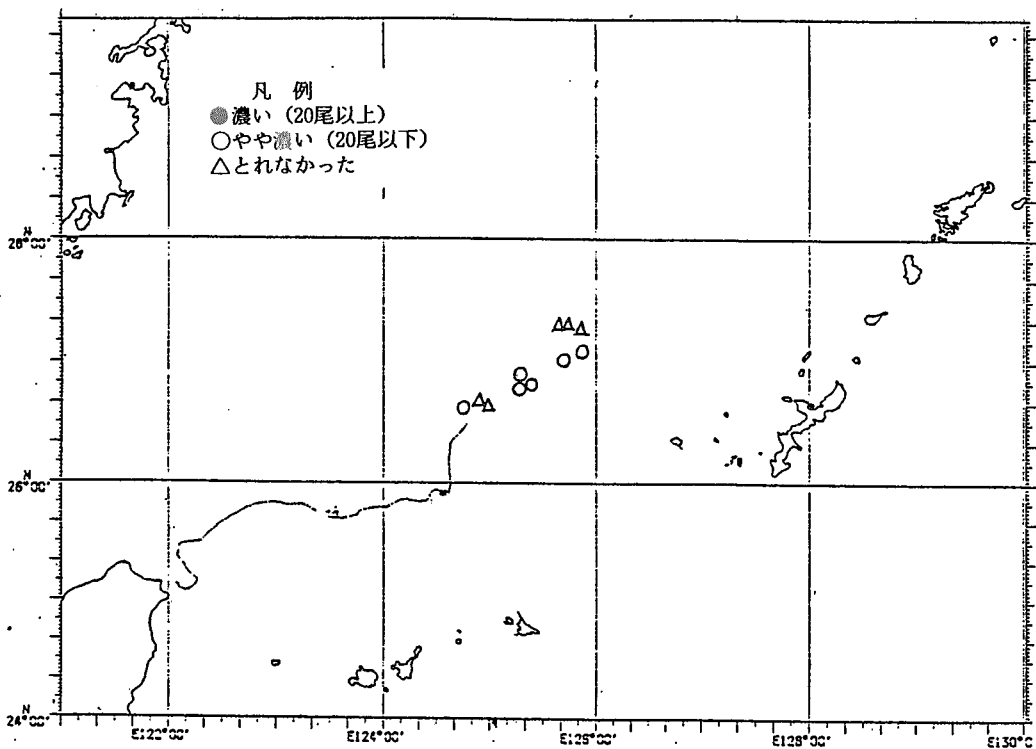 凡 例
●濃い (20尾以上)
○やや濃い (20尾以下)
△とれなかった
N
28°00'
N
26°00'
N
24°00'
E122°00'
E124°00'
E126°00'
E128°00'
E130°0